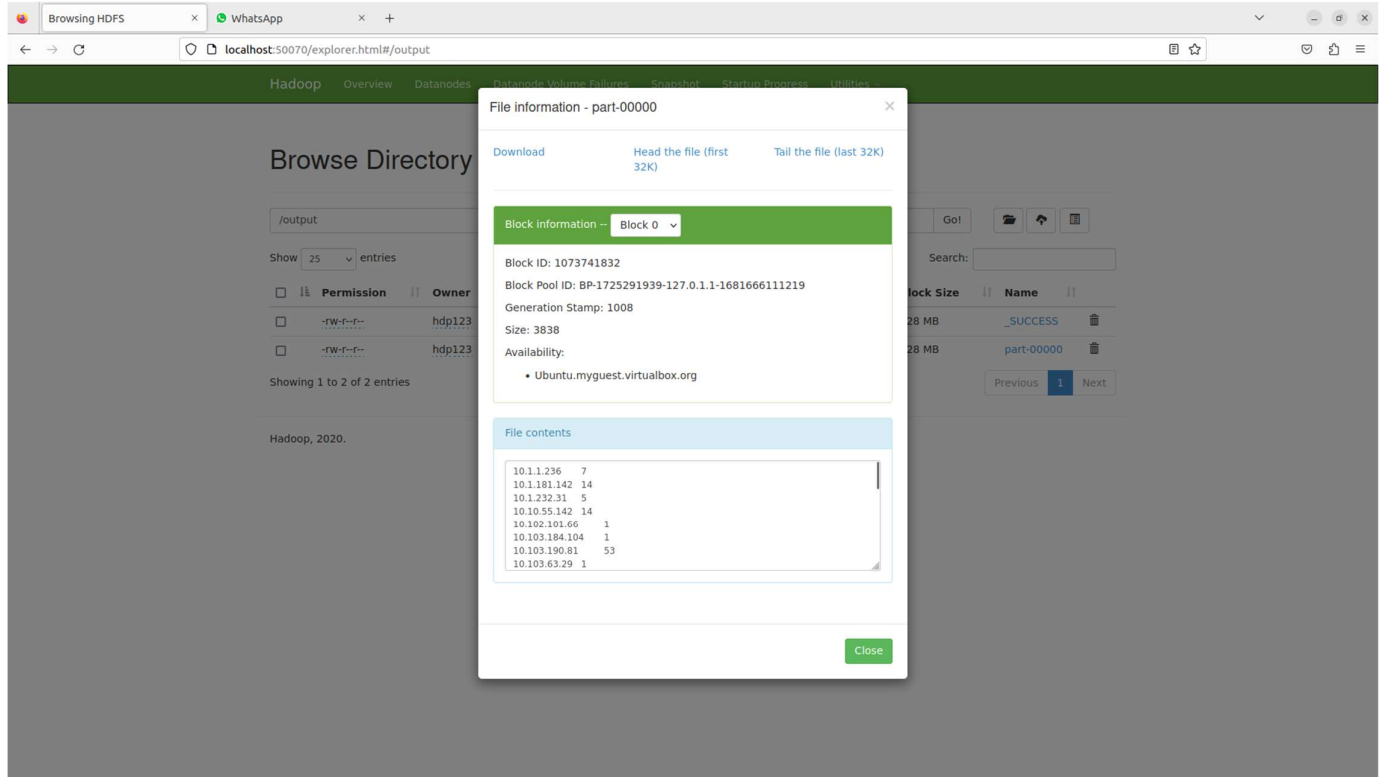 Browsing HDFS × WhatsApp × +
localhost:50070/explorer.html#/output
Hadoop Overview Datanodes Datanode Volume Failures Snapshot Startup Progress Utilities
File information - part-00000 ×
Download Head the file (first 32K) Tail the file (last 32K)
Browse Directory
/output Go!
Block information -- Block 0
Show 25 entries Search:
Block ID: 1073741832
Block Pool ID: BP-1725291939-127.0.1.1-1681666111219
Permission Owner lock Size Name
Generation Stamp: 1008
-rw-r--r-- hdp123 28 MB _SUCCESS
Size: 3838
-rw-r--r-- hdp123 28 MB part-00000
Availability:
• Ubuntu.myguest.virtualbox.org
Showing 1 to 2 of 2 entries Previous 1 Next
File contents
Hadoop, 2020.
10.1.1.236 7
10.1.181.142 14
10.1.232.31 5
10.10.55.142 14
10.102.101.66 1
10.103.184.104 1
10.103.190.81 53
10.103.63.29 1
Close